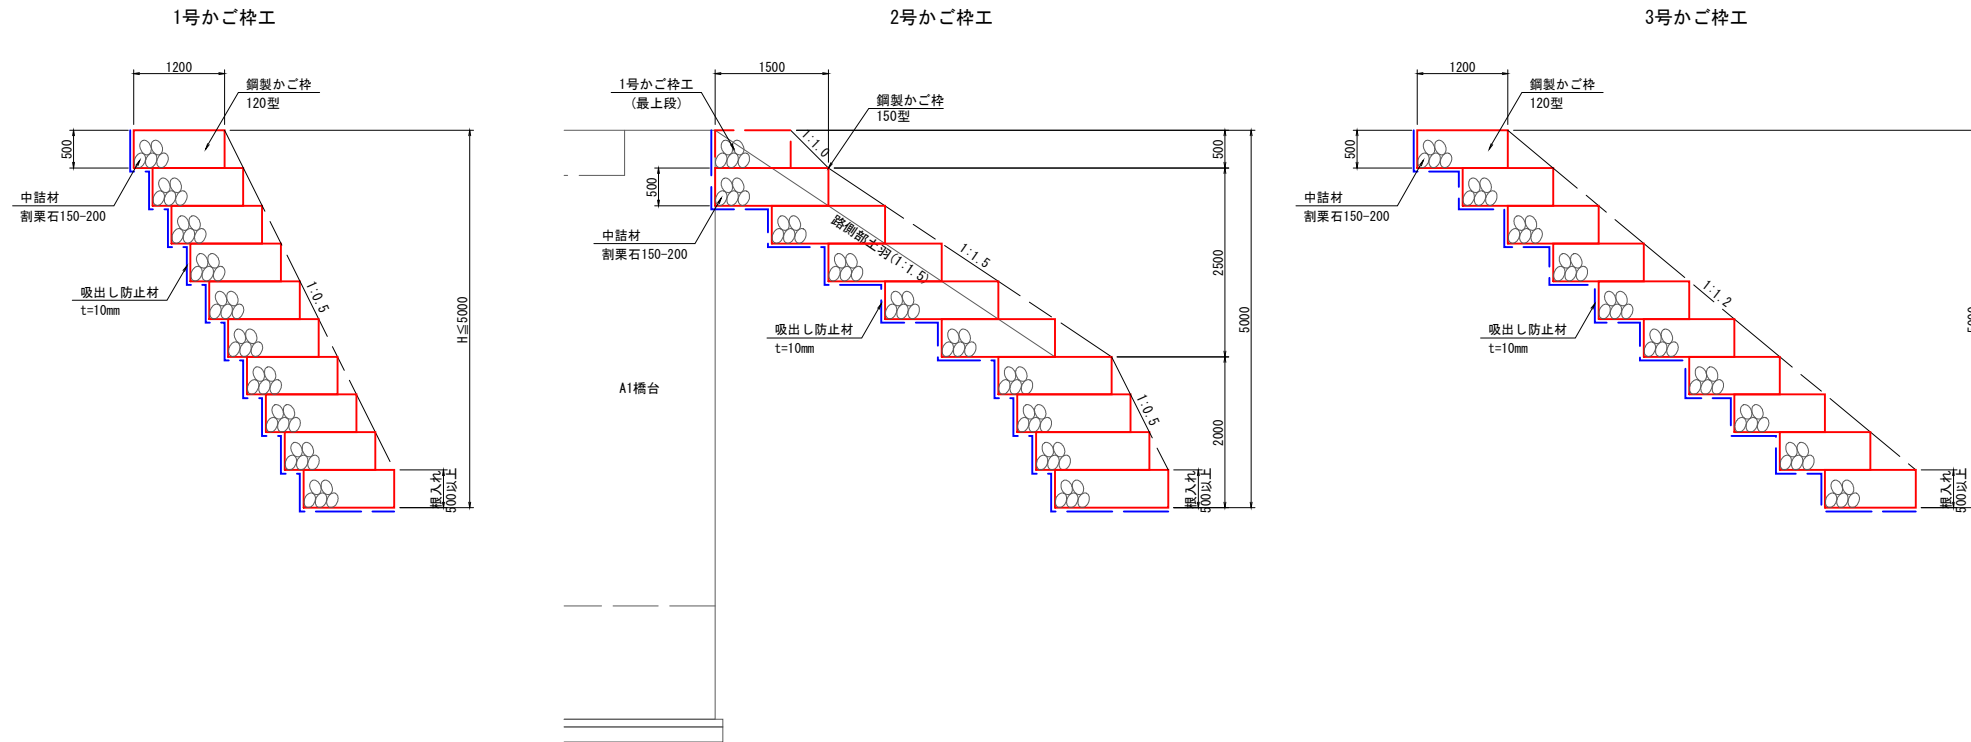 1号かご枠工
1200
鋼製かご枠
120型
500
中詰材
割栗石150-200
吸出し防止材
t=10mm
1:0.5
H≦5000
根入れ
500以上
2号かご枠工
1500
1号かご枠工
(最上段)
鋼製かご枠
150型
1:1.0
500
500
中詰材
割栗石150-200
路側部土羽(1:1.5)
1:1.5
2500
5000
吸出し防止材
t=10mm
A1橋台
1:0.5
2000
根入れ
500以上
3号かご枠工
1200
鋼製かご枠
120型
500
中詰材
割栗石150-200
1:1.2
吸出し防止材
t=10mm
根入れ
500以上